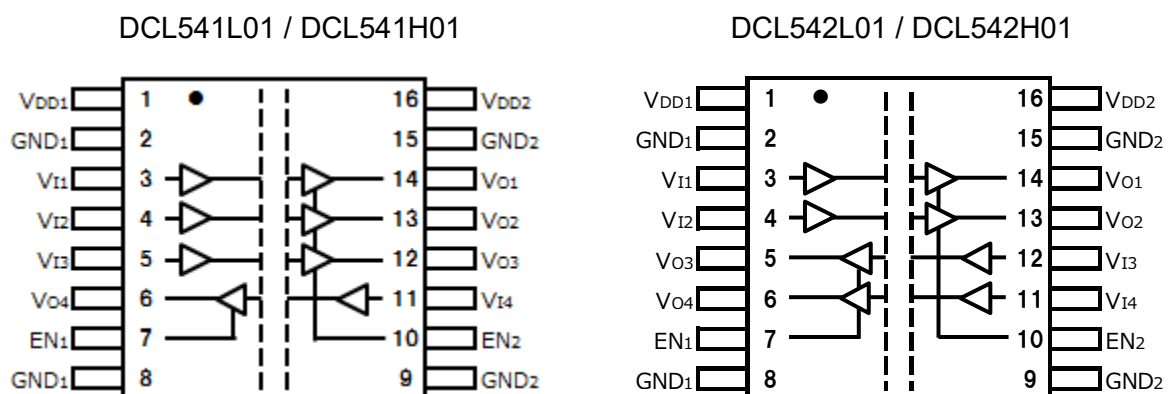 DCL541L01 / DCL541H01
VDD1 1 16 VDD2
GND1 2 15 GND2
VI1 3 14 VO1
VI2 4 13 VO2
VI3 5 12 VO3
VO4 6 11 VI4
EN1 7 10 EN2
GND1 8 9 GND2
DCL542L01 / DCL542H01
VDD1 1 16 VDD2
GND1 2 15 GND2
VI1 3 14 VO1
VI2 4 13 VO2
VO3 5 12 VI3
VO4 6 11 VI4
EN1 7 10 EN2
GND1 8 9 GND2